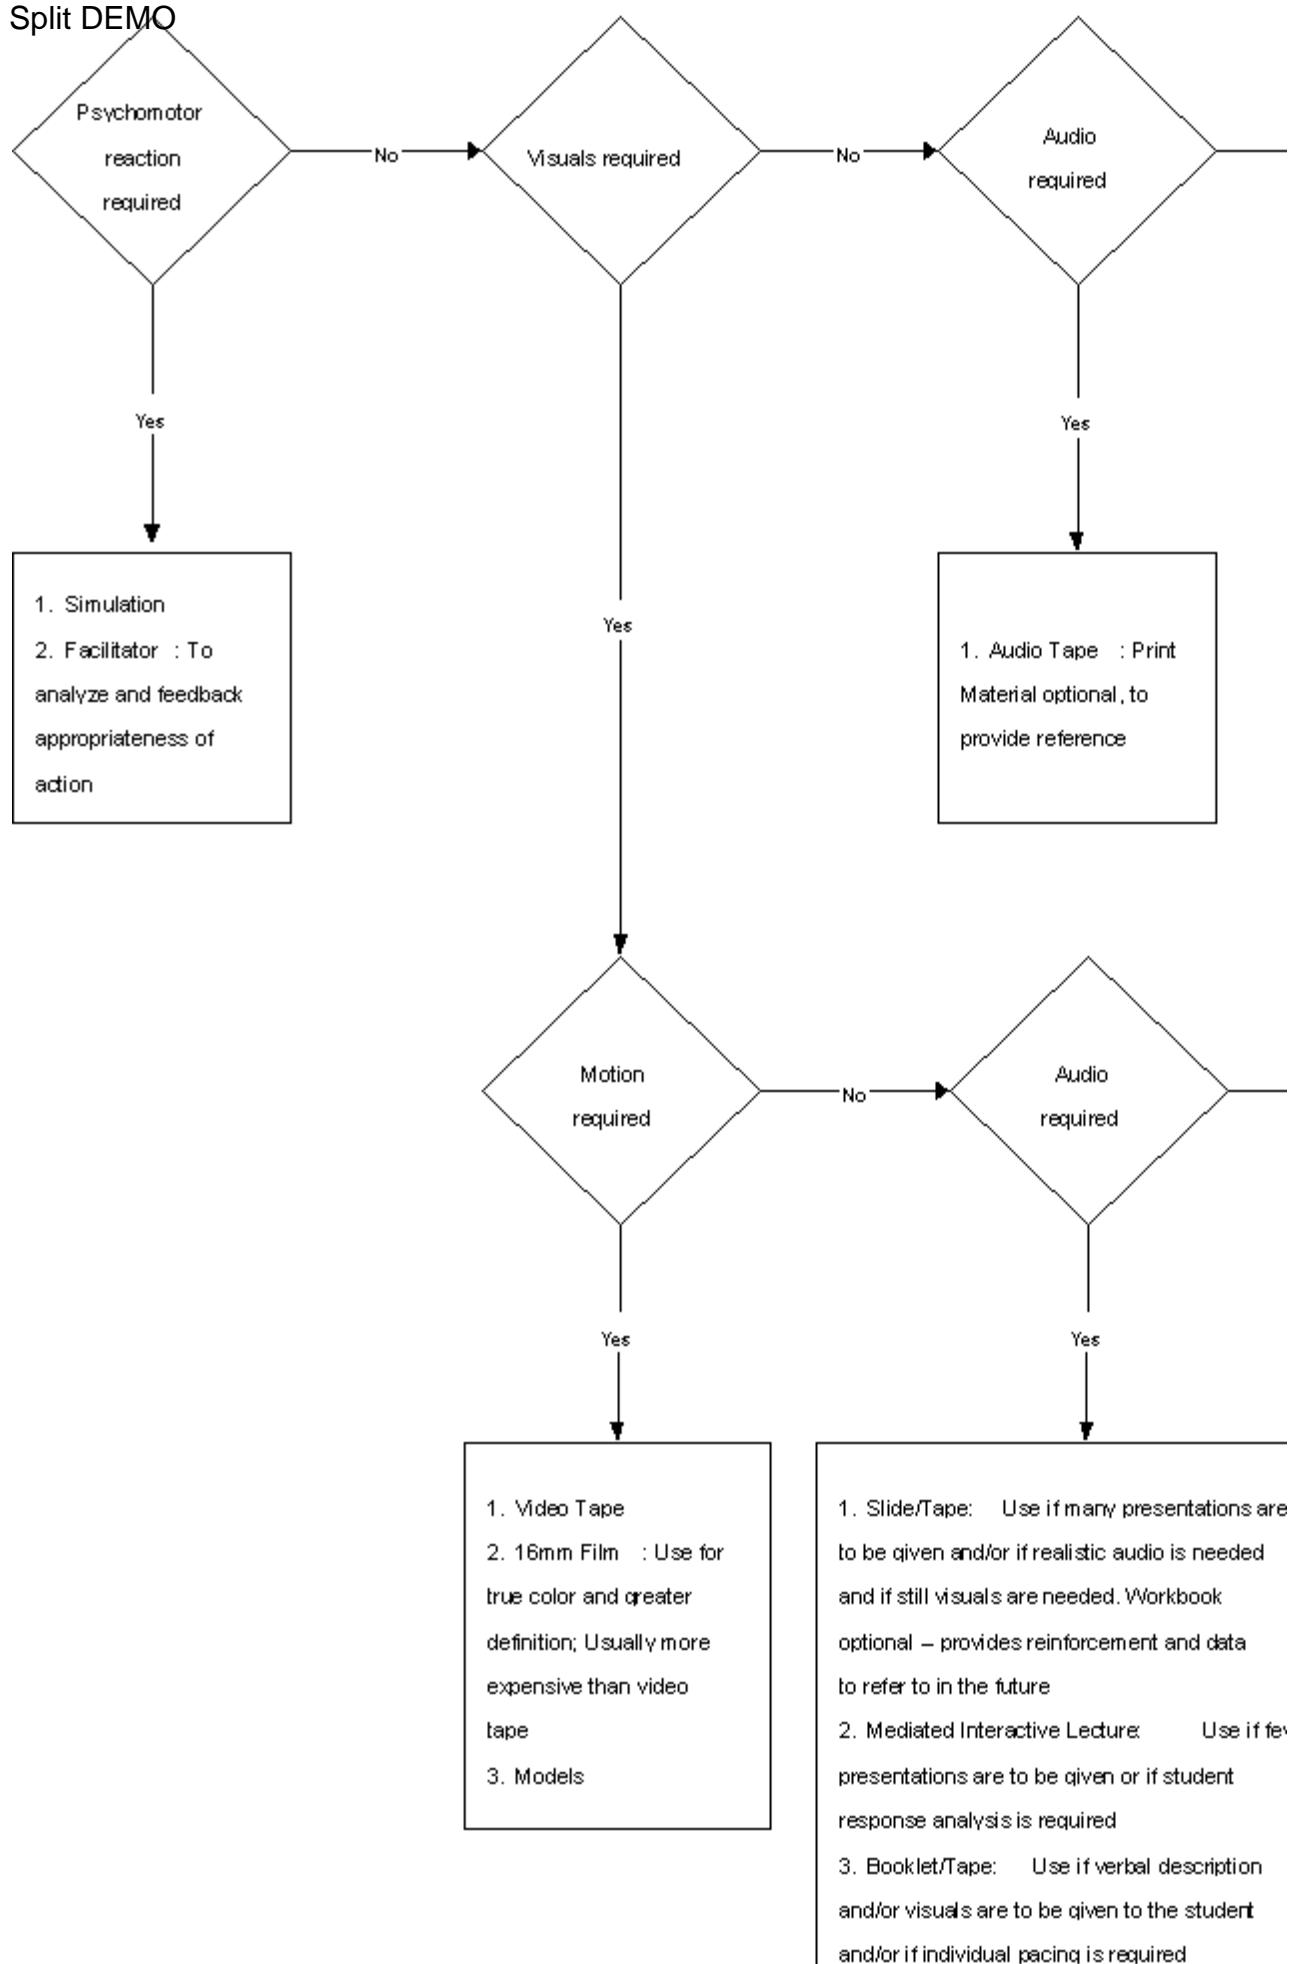 Split DEMO
Psychomotor
reaction
required
No
Visuals required
No
Audio
required
Yes
Yes
Yes
1. Simulation
2. Facilitator : To
analyze and feedback
appropriateness of
action
1. Audio Tape : Print
Material optional, to
provide reference
Motion
required
No
Audio
required
Yes
Yes
1. Video Tape
2. 16mm Film : Use for
true color and greater
definition; Usually more
expensive than video
tape
3. Models
1. Slide/Tape: Use if many presentations are
to be given and/or if realistic audio is needed
and if still visuals are needed. Workbook
optional – provides reinforcement and data
to refer to in the future
2. Mediated Interactive Lecture: Use if
presentations are to be given or if student
response analysis is required
3. Booklet/Tape: Use if verbal description
and/or visuals are to be given to the student
and/or if individual pacing is required